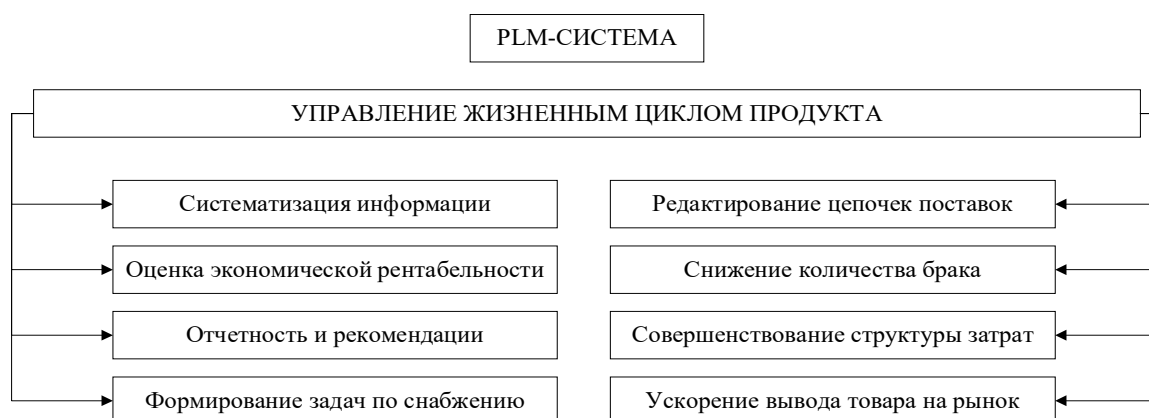 PLM-СИСТЕМА
УПРАВЛЕНИЕ ЖИЗНЕННЫМ ЦИКЛОМ ПРОДУКТА
Систематизация информации
Редактирование цепочек поставок
Оценка экономической рентабельности
Снижение количества брака
Отчетность и рекомендации
Совершенствование структуры затрат
Формирование задач по снабжению
Ускорение вывода товара на рынок